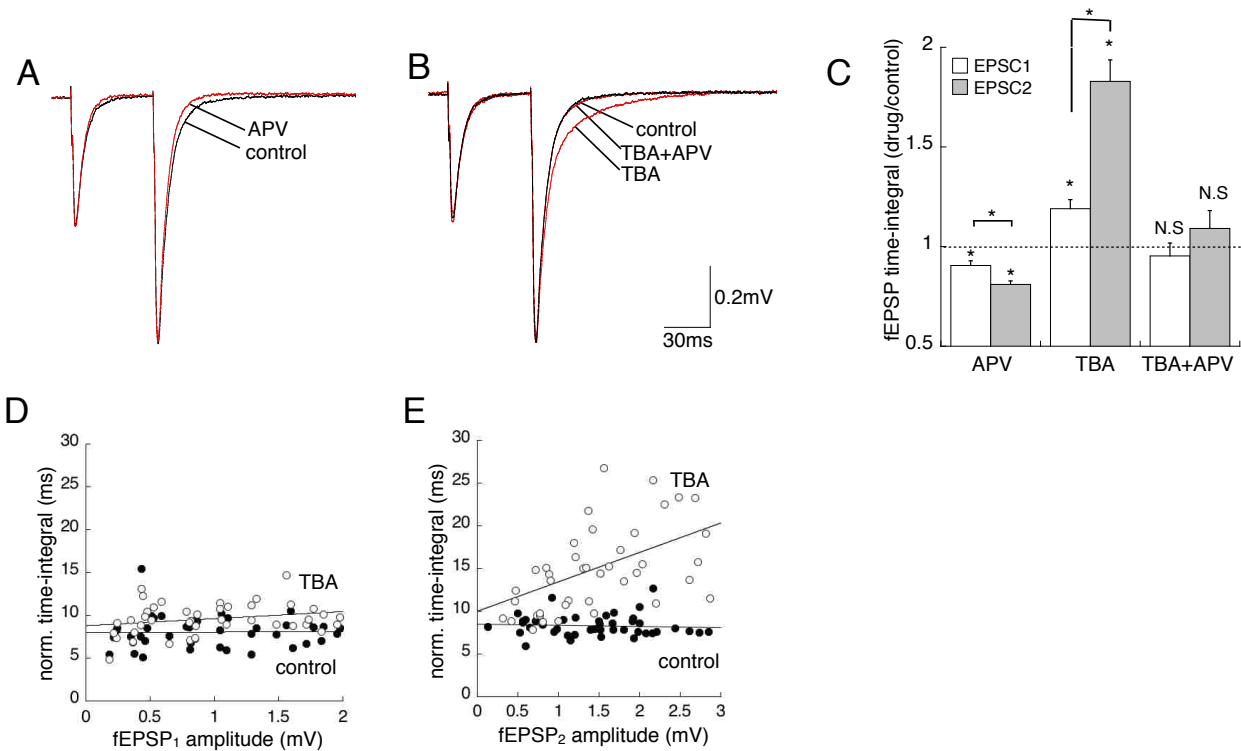 A
APV
control
B
control
TBA+APV
TBA
0.2mV
30ms
C
fEPSP time-integral (drug/control)
2
1.5
1
0.5
EPSC1
EPSC2
*
*
*
*
*
*
N.S
N.S
APV
TBA
TBA+APV
D
norm. time-integral (ms)
30
25
20
15
10
5
0
TBA
control
0
0.5
1
1.5
2
fEPSP1 amplitude (mV)
E
norm. time-integral (ms)
30
25
20
15
10
5
0
TBA
control
0
0.5
1
1.5
2
2.5
3
fEPSP2 amplitude (mV)